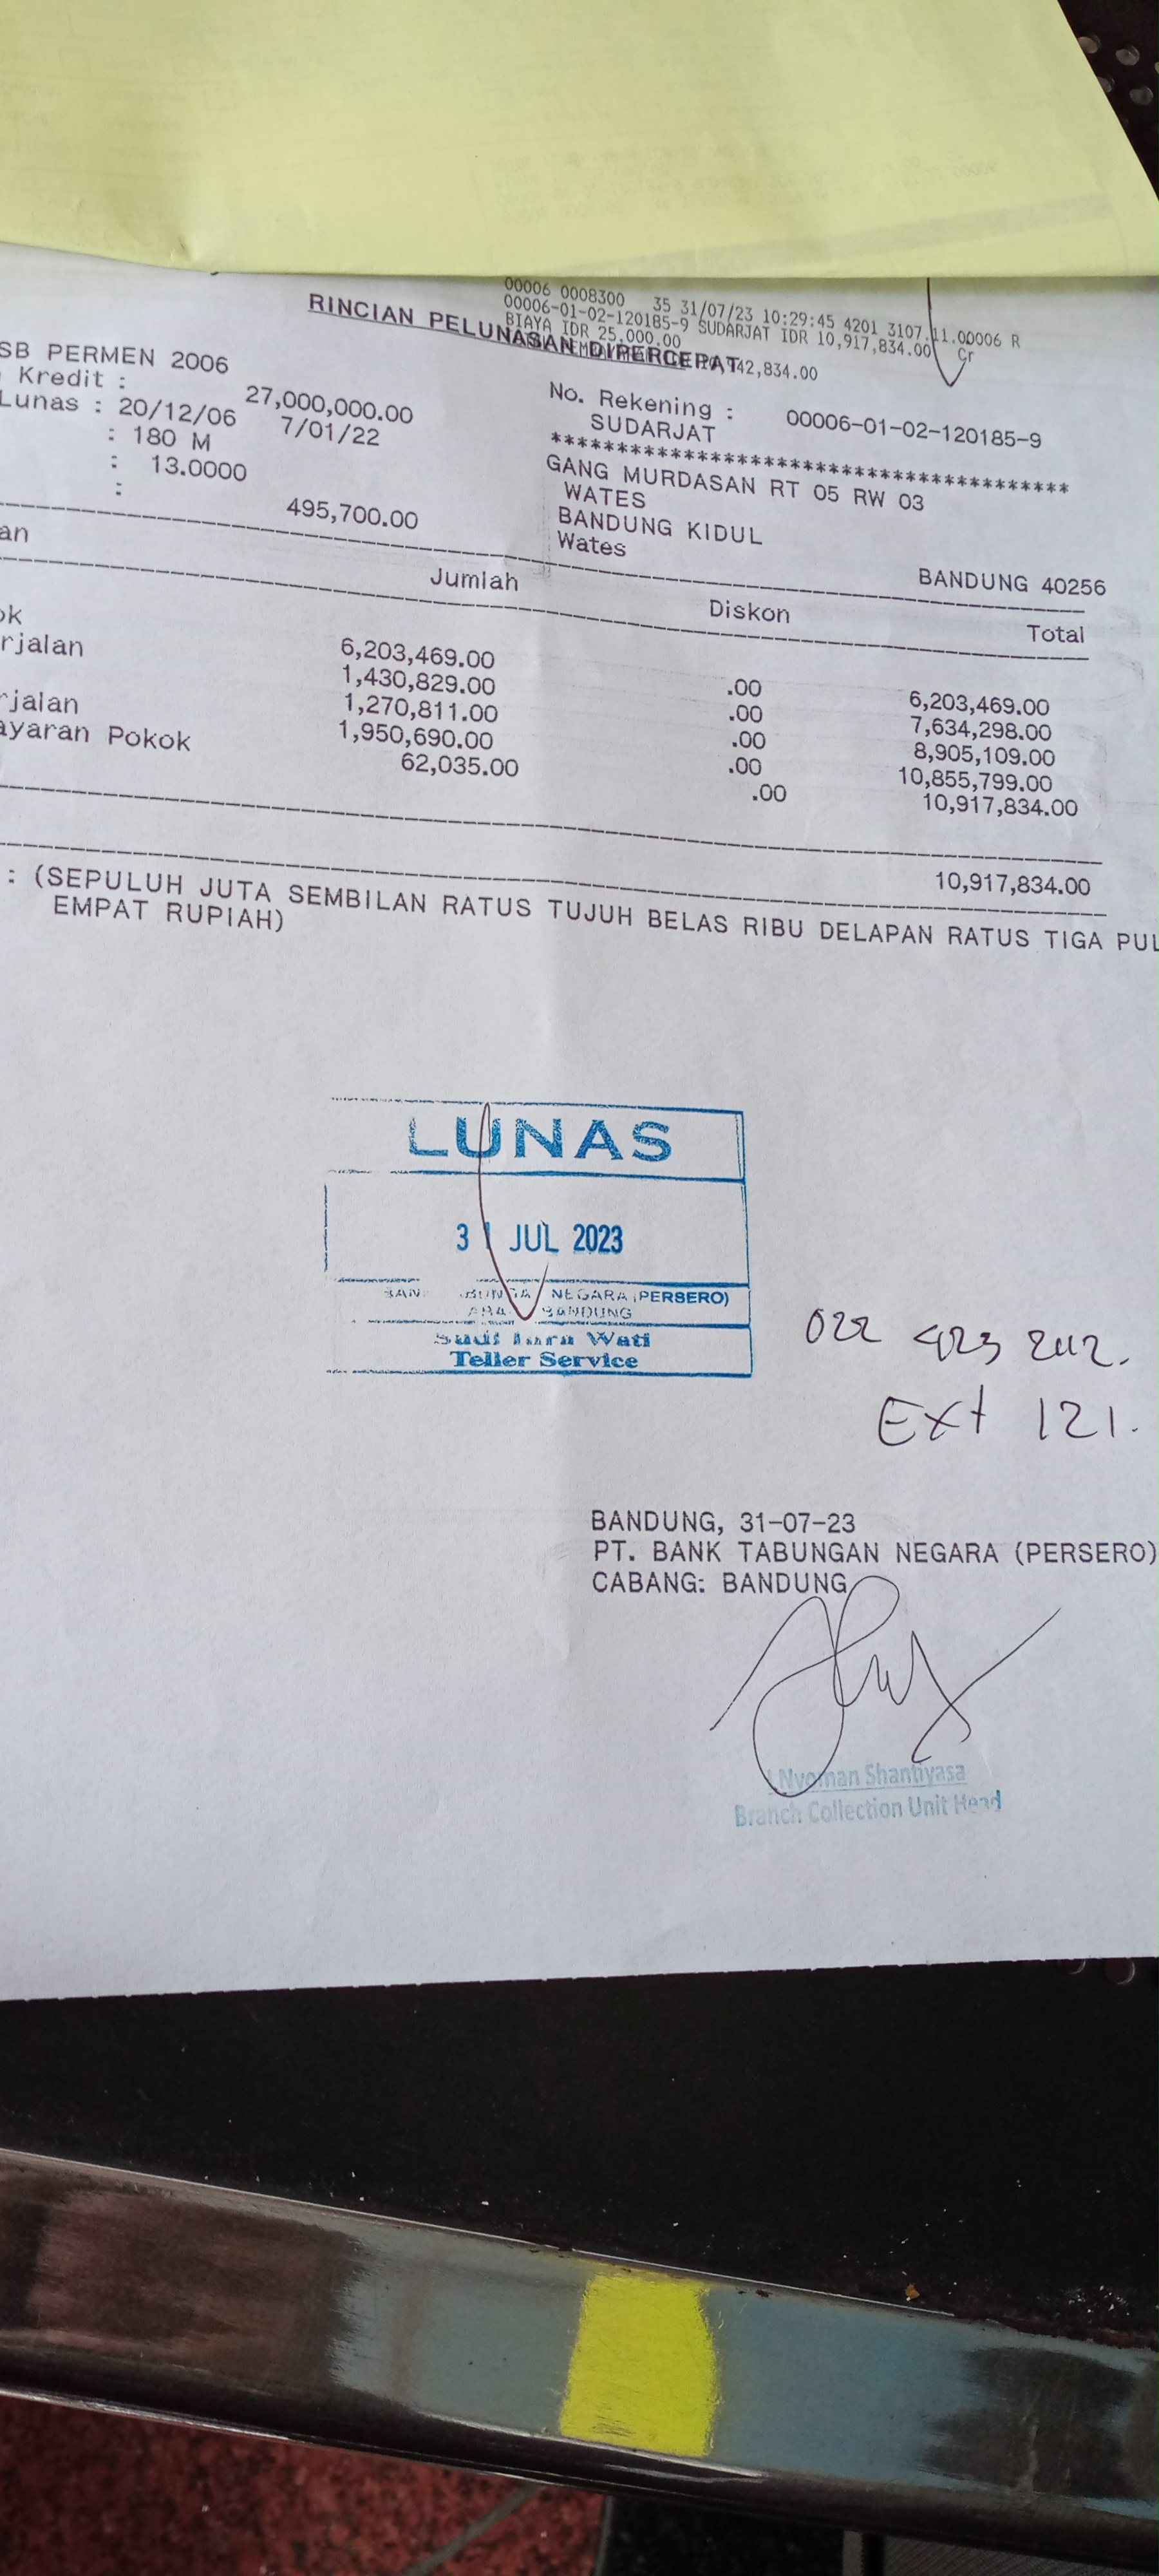 00006 0008300 35 31/07/23 10:29:45 4201 3107.11.00006 R
00006-01-02-120185-9 SUDARJAT IDR 10,917,834.00 Cr
BIAYA IDR 25,000.00
42,834.00
RINCIAN PELUNASAN DIPERCEPAT
SB PERMEN 2006
Kredit : 27,000,000.00
Lunas : 20/12/06 7/01/22
: 180 M
: 13.0000
: 495,700.00
No. Rekening : 00006-01-02-120185-9
SUDARJAT
****************************************
GANG MURDASAN RT 05 RW 03
WATES
BANDUNG KIDUL
Wates
BANDUNG 40256
an Jumlah Diskon Total
ok 6,203,469.00 .00 6,203,469.00
rjalan 1,430,829.00 .00 7,634,298.00
1,270,811.00 .00 8,905,109.00
rjalan 1,950,690.00 .00 10,855,799.00
ayaran Pokok 62,035.00 .00 10,917,834.00
10,917,834.00
: (SEPULUH JUTA SEMBILAN RATUS TUJUH BELAS RIBU DELAPAN RATUS TIGA PUL
EMPAT RUPIAH)
LUNAS
31 JUL 2023
NEGARA (PERSERO)
BANDUNG
Wati
Teller Service
022 423 2112.
Ext 121.
BANDUNG, 31-07-23
PT. BANK TABUNGAN NEGARA (PERSERO)
CABANG: BANDUNG
I Nyoman Shantiyasa
Branch Collection Unit Head